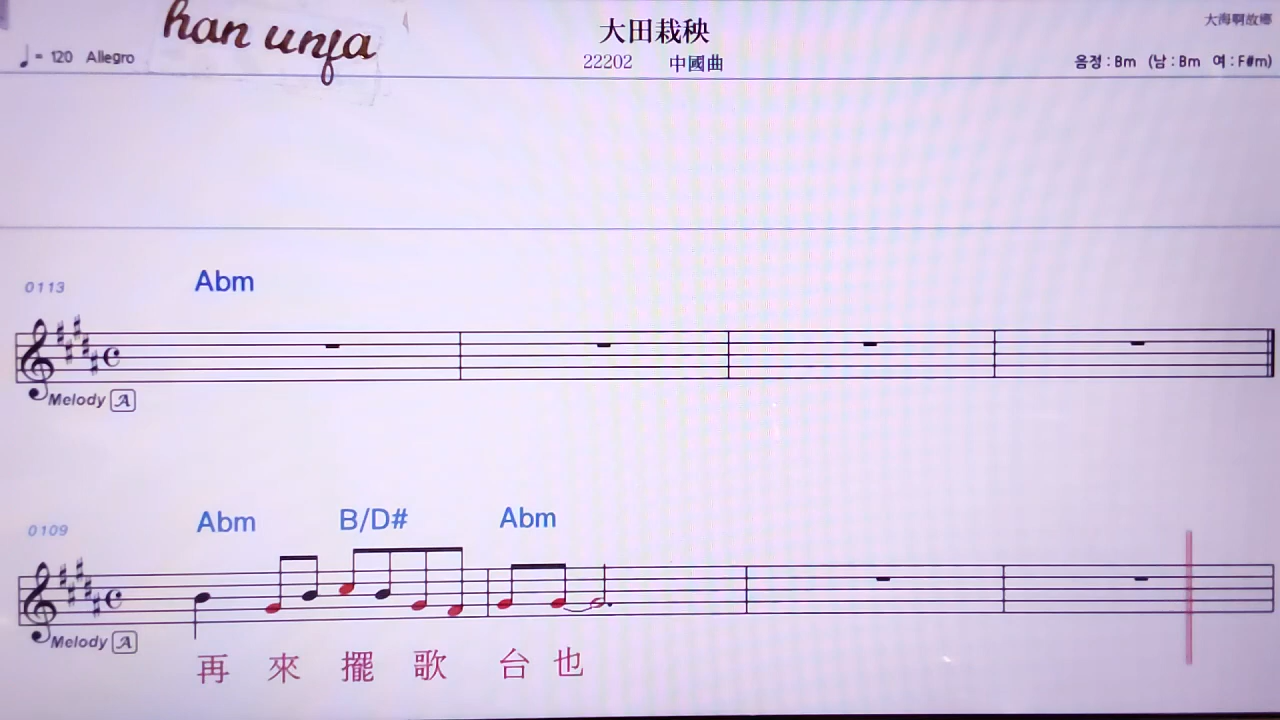 han unfa
大田栽秧
大海啊故鄉
= 120 Allegro
22202 中國曲
음정 : Bm (남 : Bm 여 : F#m)
0113
Abm
Melody A
0109
Abm B/D# Abm
Melody A
再來擺歌台也